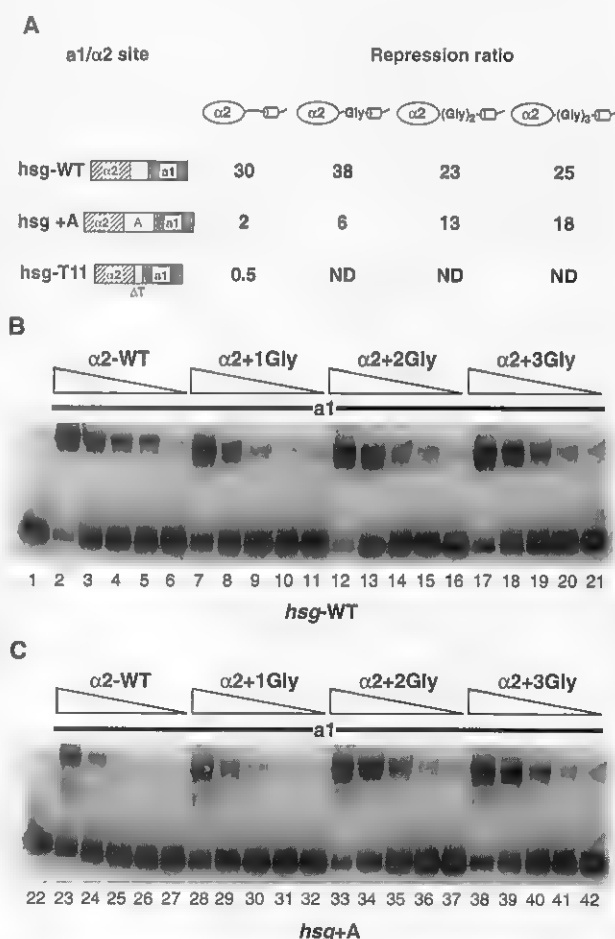 A
a1/α2 site
Repression ratio
α2
α2 -Gly-
α2 (Gly)2-
α2 -(Gly)3-
hsg-WT α2 a1 30 38 23 25
hsg +A α2 A a1 2 6 13 18
hsg-T11 α2 a1 0.5 ND ND ND
ΔT
B
α2-WT α2+1Gly α2+2Gly α2+3Gly
a1
1 2 3 4 5 6 7 8 9 10 11 12 13 14 15 16 17 18 19 20 21
hsg-WT
C
α2-WT α2+1Gly α2+2Gly α2+3Gly
a1
22 23 24 25 26 27 28 29 30 31 32 33 34 35 36 37 38 39 40 41 42
hsg+A